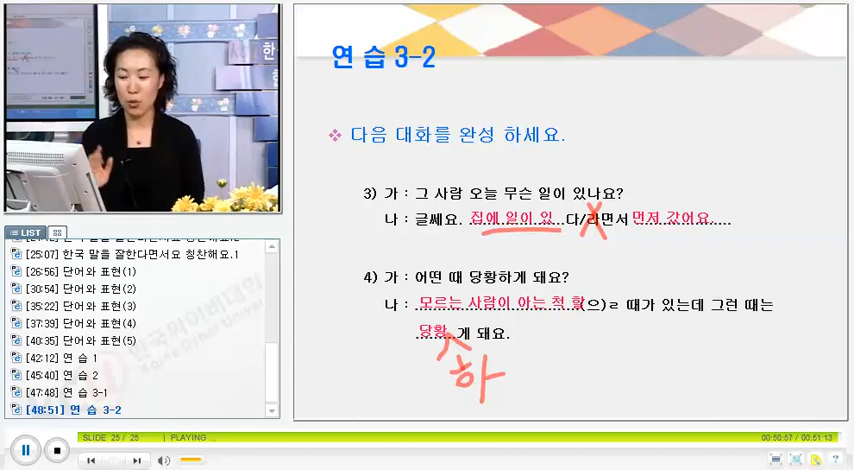 연 습 3-2
❖ 다음 대화를 완성 하세요.
3) 가 : 그 사람 오늘 무슨 일이 있나요?
나 : 글쎄요. 집에 일이 있 다/라면서 먼저 갔어요.
X
4) 가 : 어떤 때 당황하게 돼요?
나 : 모르는 사람이 아는 척 할(으)ㄹ 때가 있는데 그런 때는
당황 게 돼요.
하
LIST
[25:07] 한국 말을 잘한다면서요 칭찬해요.1
[26:56] 단어와 표현(1)
[30:54] 단어와 표현(2)
[35:22] 단어와 표현(3)
[37:39] 단어와 표현(4)
[40:35] 단어와 표현(5)
[42:12] 연 습 1
[45:40] 연 습 2
[47:48] 연 습 3-1
[48:51] 연 습 3-2
SLIDE 25 / 25 | PLAYING ...
00:50:57 / 00:51:13